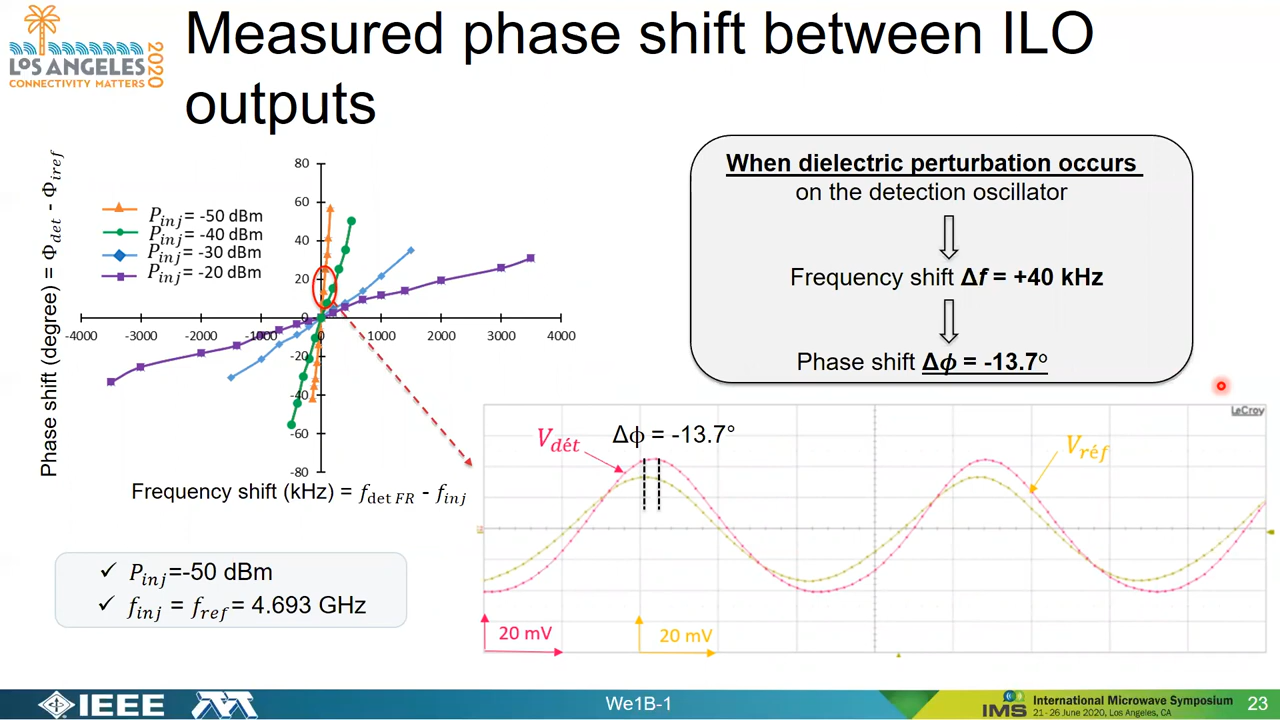 LOS ANGELES
2020
CONNECTIVITY MATTERS
Measured phase shift between ILO
outputs
Phase shift (degree) = Φdet - Φiref
80
60
40
20
0
-20
-40
-60
-80
-4000 -3000 -2000 -1000 0 1000 2000 3000 4000
Pinj= -50 dBm
Pinj= -40 dBm
Pinj= -30 dBm
Pinj= -20 dBm
Frequency shift (kHz) = fdet FR - finj
✓ Pinj=-50 dBm
✓ finj = fref= 4.693 GHz
When dielectric perturbation occurs
on the detection oscillator
Frequency shift Δf = +40 kHz
Phase shift Δϕ = -13.7°
LeCroy
Vdét
Δϕ = -13.7°
Vréf
20 mV
20 mV
IEEE
We1B-1
IMS
International Microwave Symposium
21 - 26 June 2020, Los Angeles, CA
23